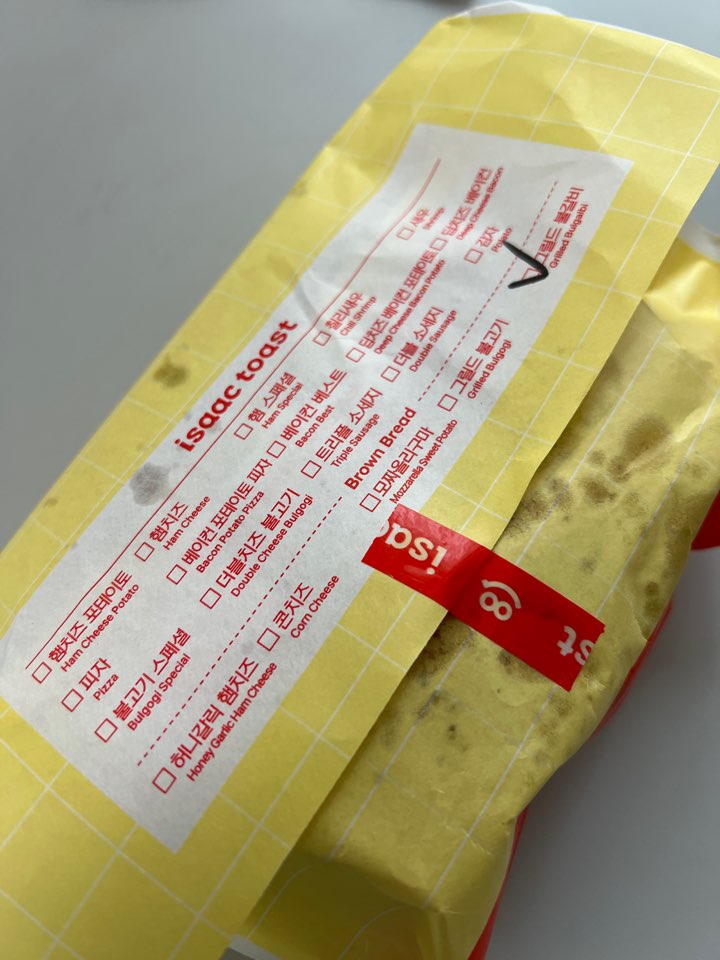 isaac toast
햄치즈 포테이토 햄치즈 햄 스페셜 칠리새우 새우
Ham Cheese Potato Ham Cheese Ham Special Chili Shrimp Shrimp
피자 베이컨 포테이토 피자 베이컨 베스트 딥치즈 베이컨 포테이토 딥치즈 베이컨
Pizza Bacon Potato Pizza Bacon Best Deep Cheese Bacon Potato Deep Cheese Bacon
불고기 스페셜 더블치즈 불고기 트리플 소세지 더블 소세지 감자
Bulgogi Special Double Cheese Bulgogi Triple Sausage Double Sausage Potato
Brown Bread
허니갈릭 햄치즈 콘치즈 모짜올리구마 그릴드 불고기 그릴드 불갈비
Honey Garlic Ham Cheese Corn Cheese Mozzarella Sweet Potato Grilled Bulgogi Grilled Bulgalbi
isaa
st